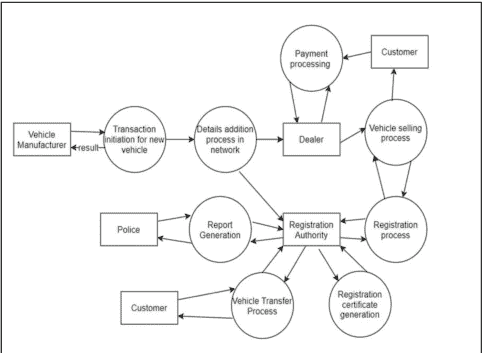 Payment
processing
Customer
Vehicle
Manufacturer
result
Transaction
initiation for new
vehicle
Details addition
process in
network
Dealer
Vehicle selling
process
Police
Report
Generation
Registration
Authority
Registration
process
Customer
Vehicle Transfer
Process
Registration
certificate
generation